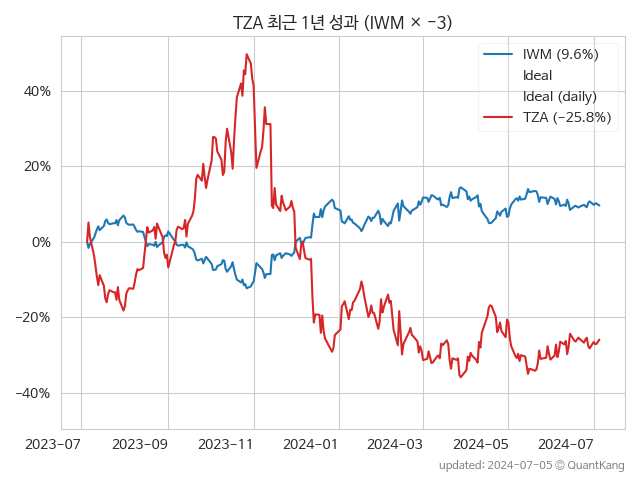 TZA 최근 1년 성과 (IWM × −3)
IWM (9.6%)
Ideal
Ideal (daily)
TZA (−25.8%)
40%
20%
0%
−20%
−40%
2023−07
2023−09
2023−11
2024−01
2024−03
2024−05
2024−07
updated: 2024-07-05 © QuantKang